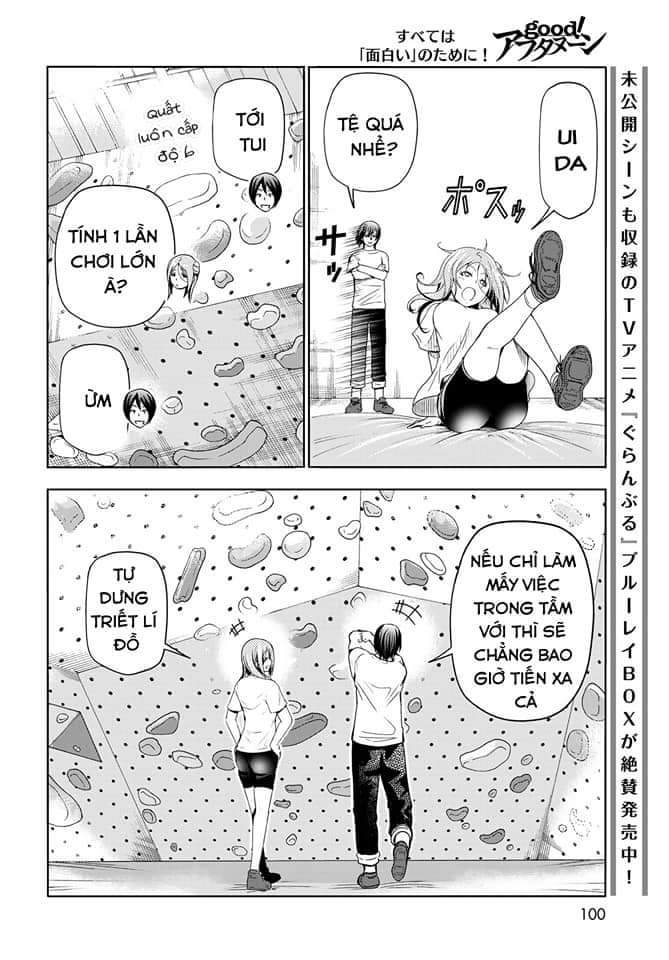 すべては
「面白い」のために！
good!
アフタヌーン
UI
DA
TỆ QUÁ
NHỂ?
ポスッ
サッ
TỚI
TUI
quất
luôn cấp
độ 6
TÍNH 1 LẦN
CHƠI LỚN
À?
ỪM
NẾU CHỈ LÀM
MẤY VIỆC
TRONG TẦM
VỚI THÌ SẼ
CHẲNG BAO
GIỜ TIẾN XA
CẢ
TỰ
DƯNG
TRIẾT LÍ
ĐỒ
未公開シーンも収録のTVアニメ『ぐらんぶる』ブルーレイBOXが絶賛発売中！
100